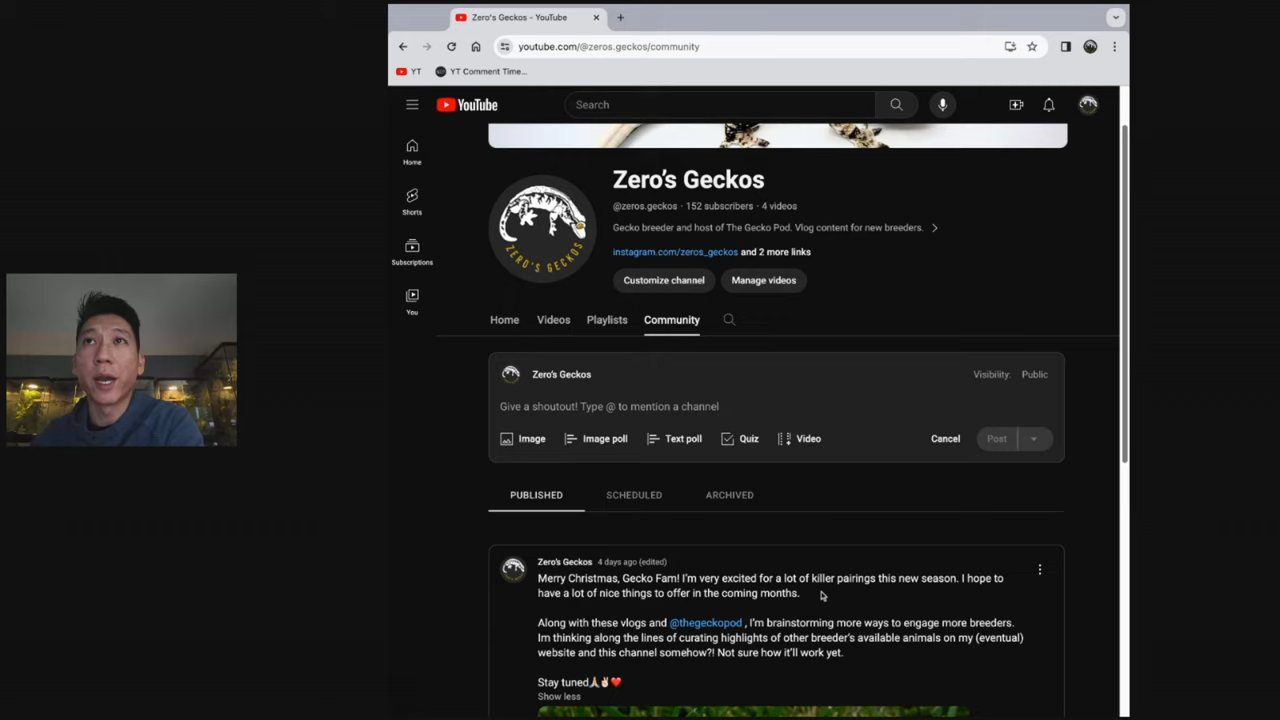 Zero's Geckos - YouTube
youtube.com/@zeros.geckos/community
YT
YT Comment Time...
YouTube
Search
Home
Shorts
Subscriptions
You
ZERO'S GECKOS
Zero's Geckos
@zeros.geckos · 152 subscribers · 4 videos
Gecko breeder and host of The Gecko Pod. Vlog content for new breeders.
instagram.com/zeros_geckos and 2 more links
Customize channel
Manage videos
Home
Videos
Playlists
Community
Zero's Geckos
Visibility: Public
Give a shoutout! Type @ to mention a channel
Image
Image poll
Text poll
Quiz
Video
Cancel
Post
PUBLISHED
SCHEDULED
ARCHIVED
Zero's Geckos 4 days ago (edited)
Merry Christmas, Gecko Fam! I'm very excited for a lot of killer pairings this new season. I hope to
have a lot of nice things to offer in the coming months.
Along with these vlogs and @thegeckopod , I'm brainstorming more ways to engage more breeders.
Im thinking along the lines of curating highlights of other breeder's available animals on my (eventual)
website and this channel somehow?! Not sure how it'll work yet.
Stay tuned🙏🏼✌🏼❤️
Show less